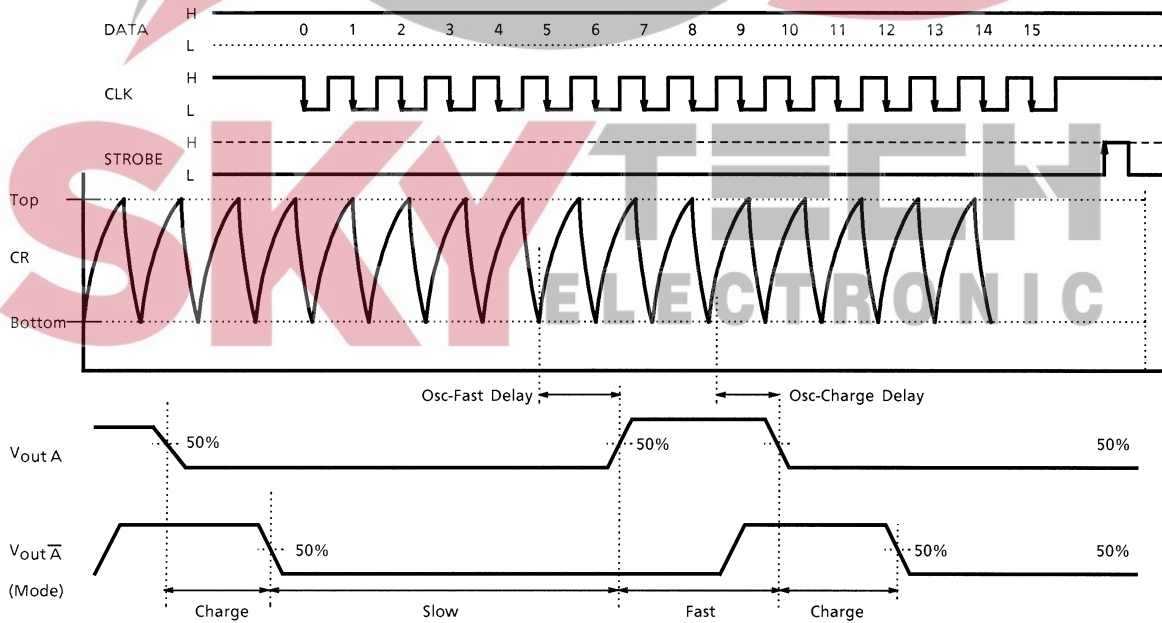 H
DATA 0 1 2 3 4 5 6 7 8 9 10 11 12 13 14 15
L
H
CLK
L
H
STROBE
L
Top
CR
Bottom
SKYTECH
ELECTRONIC
Osc-Fast Delay Osc-Charge Delay
Vout A 50% 50% 50%
Vout A̅ 50% 50% 50%
(Mode)
Charge Slow Fast Charge